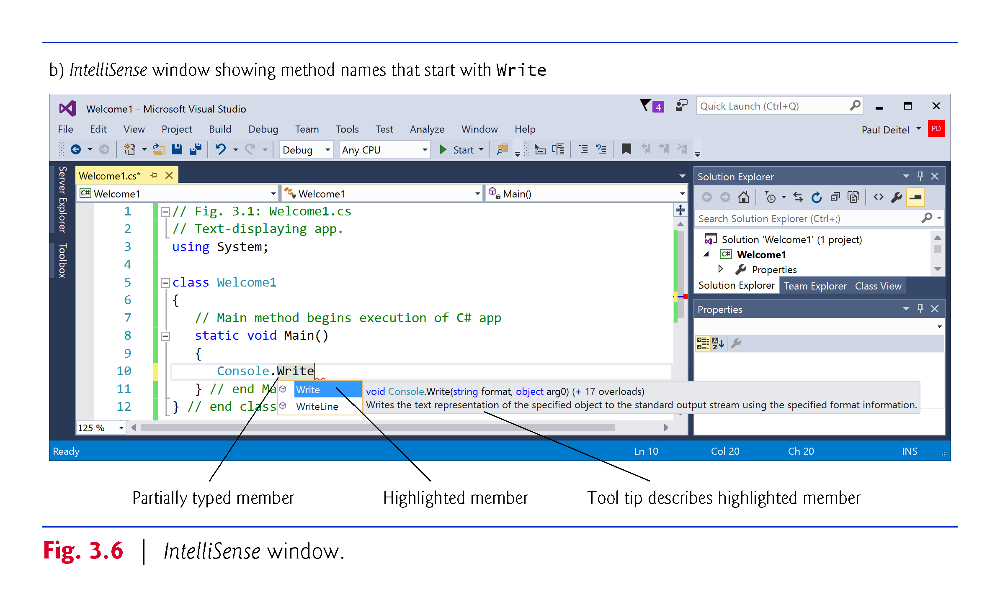 b) IntelliSense window showing method names that start with Write
Welcome1 - Microsoft Visual Studio
4
Quick Launch (Ctrl+Q)
File Edit View Project Build Debug Team Tools Test Analyze Window Help
Paul Deitel PD
Debug Any CPU Start
Server Explorer
Toolbox
Welcome1.cs*
Welcome1 Welcome1 Main()
1 // Fig. 3.1: Welcome1.cs
2 // Text-displaying app.
3 using System;
4
5 class Welcome1
6 {
7 // Main method begins execution of C# app
8 static void Main()
9 {
10 Console.Write
11 } // end Ma
12 } // end class
Write
WriteLine
void Console.Write(string format, object arg0) (+ 17 overloads)
Writes the text representation of the specified object to the standard output stream using the specified format information.
125 %
Solution Explorer
Search Solution Explorer (Ctrl+;)
Solution 'Welcome1' (1 project)
C# Welcome1
Properties
Solution Explorer Team Explorer Class View
Properties
Ready Ln 10 Col 20 Ch 20 INS
Partially typed member
Highlighted member
Tool tip describes highlighted member
Fig. 3.6 | IntelliSense window.